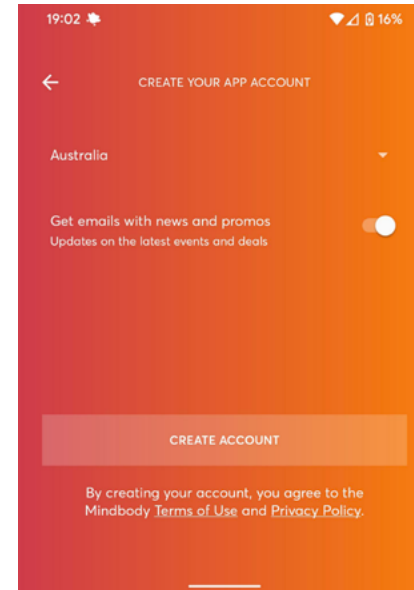 19:02 16%
CREATE YOUR APP ACCOUNT
Australia
Get emails with news and promos
Updates on the latest events and deals
CREATE ACCOUNT
By creating your account, you agree to the
Mindbody Terms of Use and Privacy Policy.